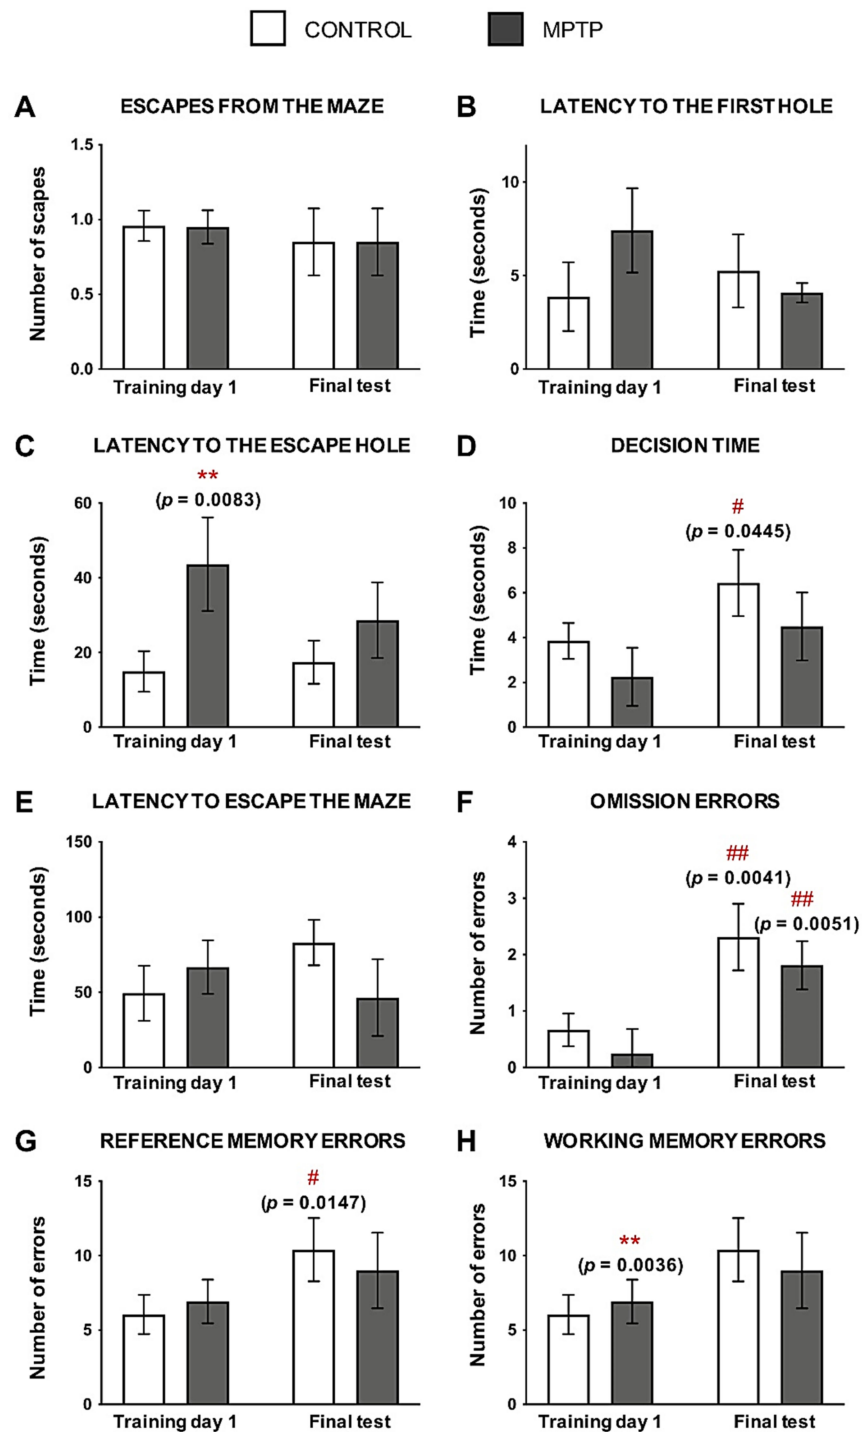 CONTROL MPTP
A ESCAPES FROM THE MAZE
1.5
1.0
0.5
0.0
Number of scapes
Training day 1 Final test
B LATENCY TO THE FIRST HOLE
10
5
0
Time (seconds)
Training day 1 Final test
C LATENCY TO THE ESCAPE HOLE
**
(p = 0.0083)
60
40
20
0
Time (seconds)
Training day 1 Final test
D DECISION TIME
#
(p = 0.0445)
10
8
6
4
2
0
Time (seconds)
Training day 1 Final test
E LATENCY TO ESCAPE THE MAZE
150
100
50
0
Time (seconds)
Training day 1 Final test
F OMISSION ERRORS
##
(p = 0.0041)
##
(p = 0.0051)
4
3
2
1
0
Number of errors
Training day 1 Final test
G REFERENCE MEMORY ERRORS
#
(p = 0.0147)
15
10
5
0
Number of errors
Training day 1 Final test
H WORKING MEMORY ERRORS
**
(p = 0.0036)
15
10
5
0
Number of errors
Training day 1 Final test